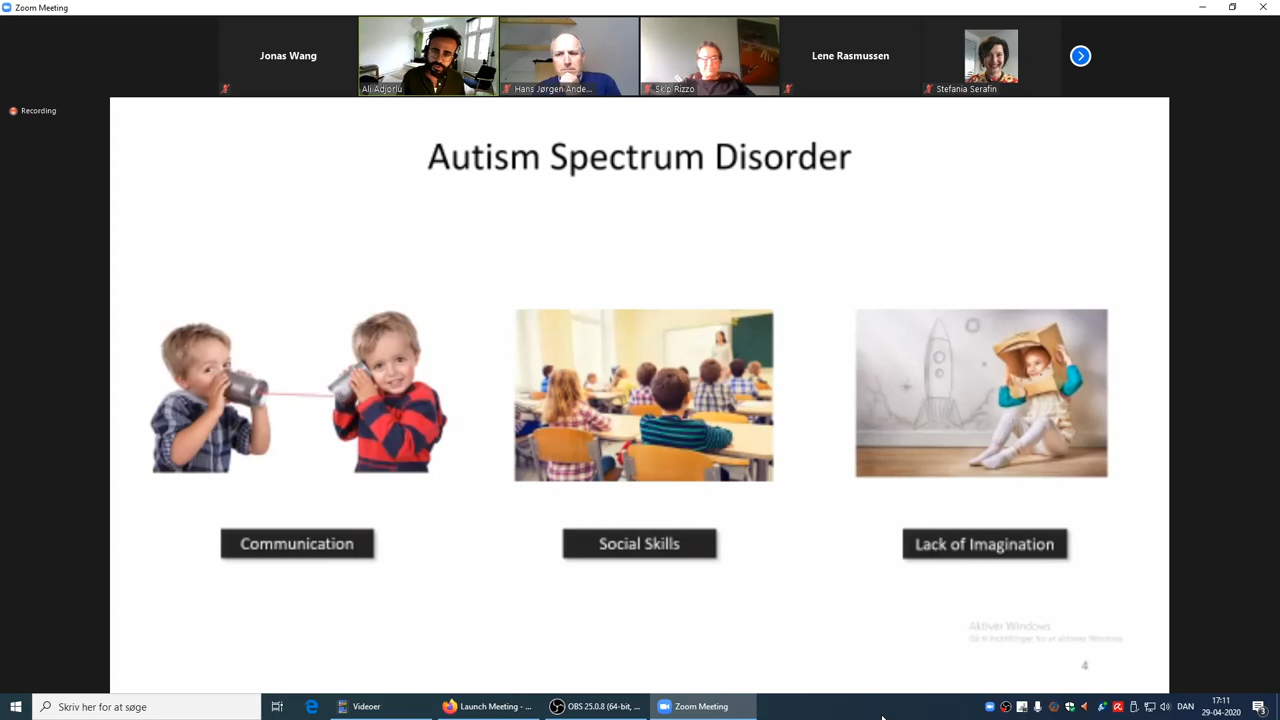 Zoom Meeting
Jonas Wang
Ali Adjorlu
Hans Jørgen Ande...
Skip Rizzo
Lene Rasmussen
Stefania Serafin
Recording
Autism Spectrum Disorder
Communication
Social Skills
Lack of Imagination
Aktiver Windows
Gå til Indstillinger for at aktivere Windows
4
Skriv her for at søge
Videoer
Launch Meeting - ...
OBS 25.0.8 (64-bit, ...
Zoom Meeting
DAN
17:11
29-04-2020